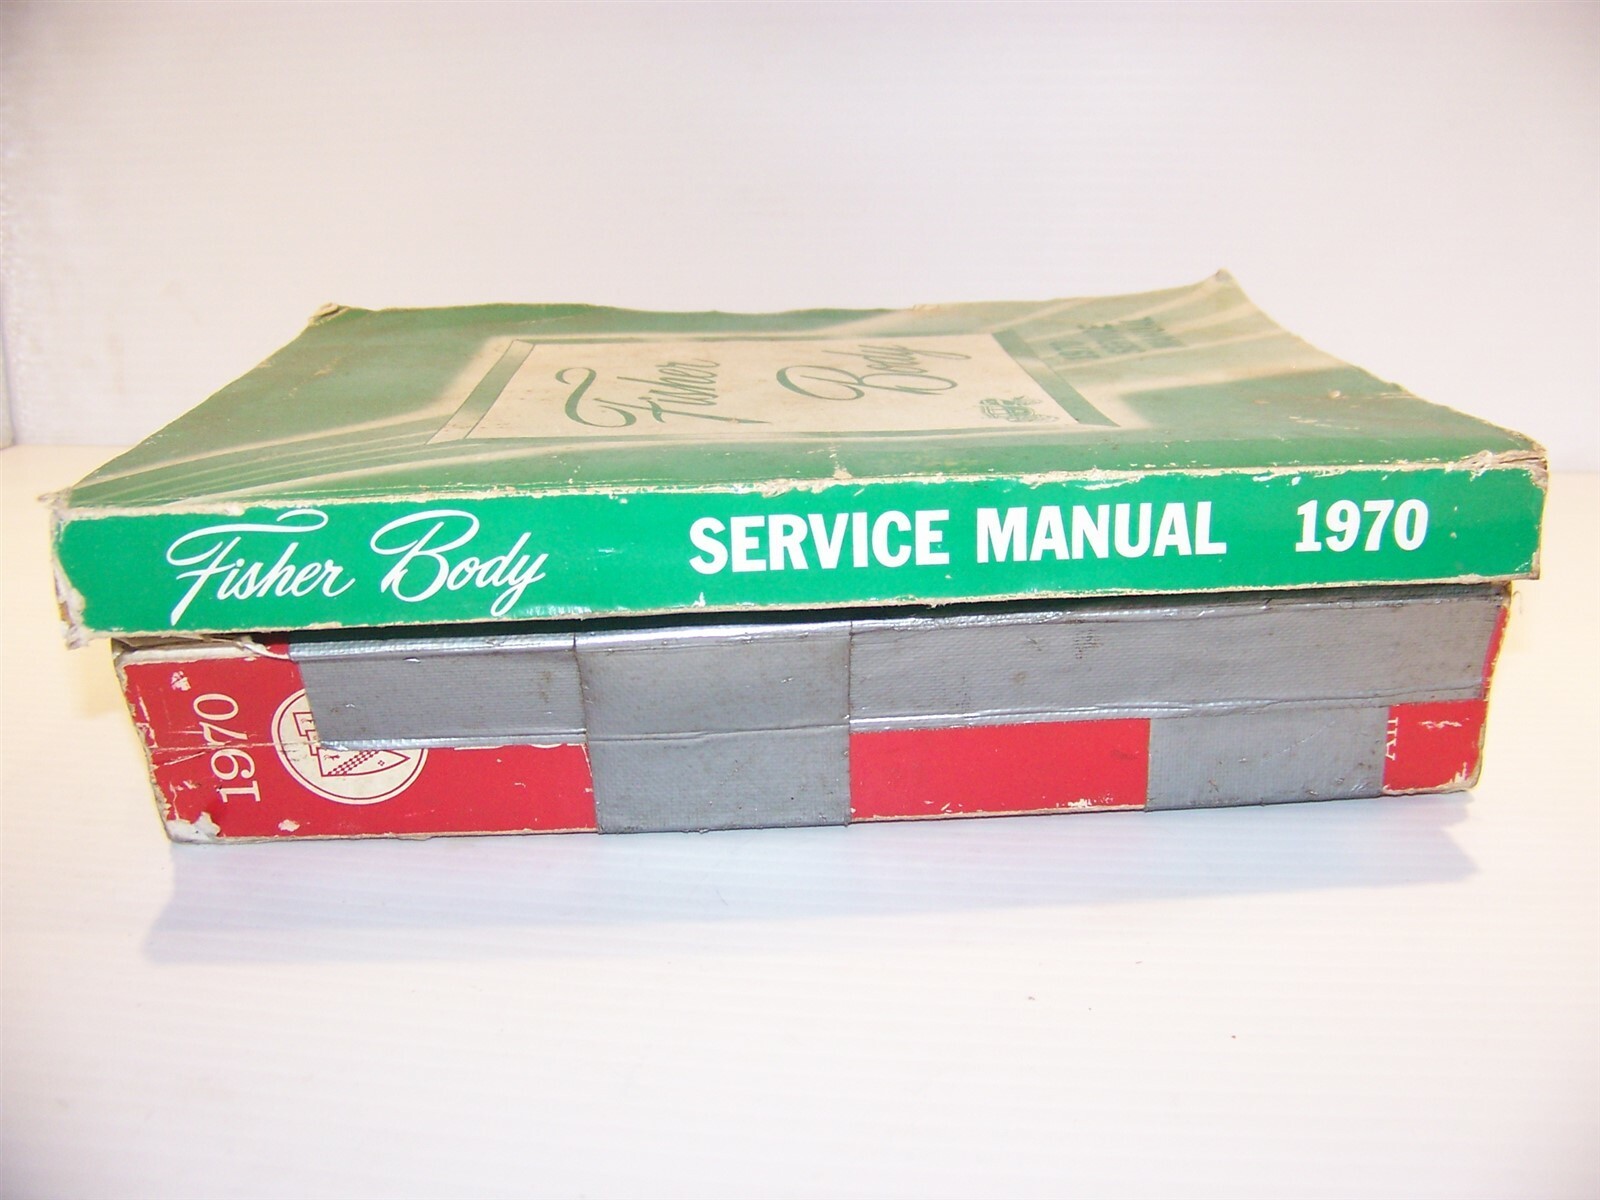 Fisher Body
Fisher Body SERVICE MANUAL 1970
1970